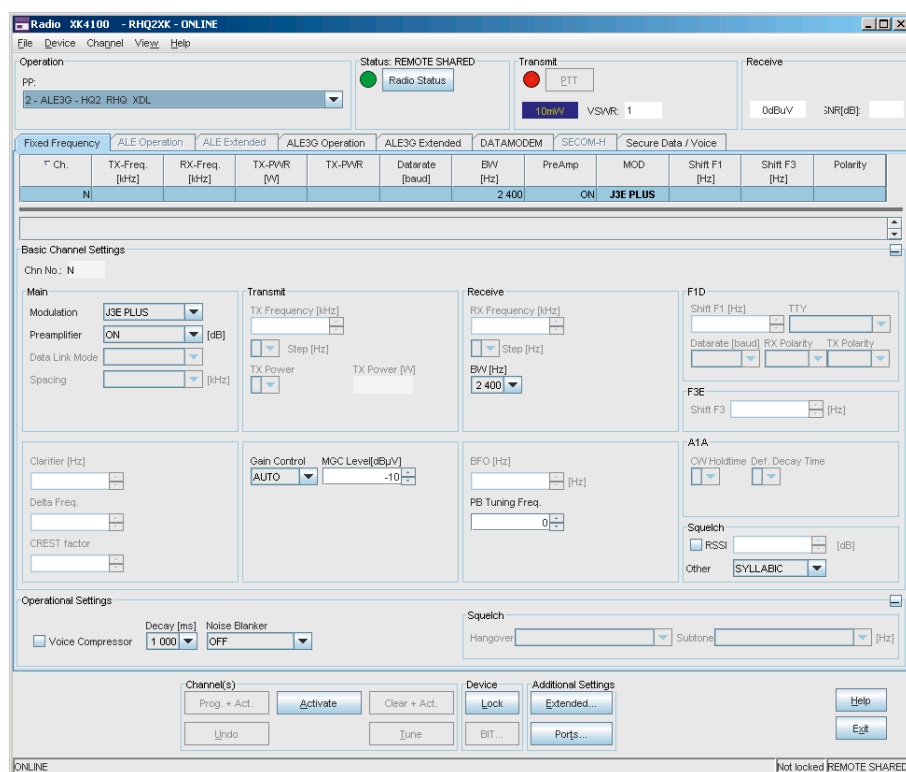 Radio XK4100 - RHQ2XK - ONLINE
File Device Channel View Help
Operation
PP:
2 - ALE3G - HQ2 RHQ XDL
Status: REMOTE SHARED
Radio Status
Transmit
PTT
10mW VSWR: 1
Receive
0dBuV SNR[dB]:
Fixed Frequency ALE Operation ALE Extended ALE3G Operation ALE3G Extended DATAMODEM SECOM-H Secure Data / Voice
Ch. TX-Freq. RX-Freq. TX-PWR TX-PWR Datarate BW PreAmp MOD Shift F1 Shift F3 Polarity
[kHz] [kHz] [W] [baud] [Hz] [Hz] [Hz]
N 2 400 ON J3E PLUS
Basic Channel Settings
Chn No.: N
Main
Modulation J3E PLUS
Preamplifier ON [dB]
Data Link Mode
Spacing [kHz]
Transmit
TX Frequency [kHz]
Step [Hz]
TX Power TX Power [W]
Receive
RX Frequency [kHz]
Step [Hz]
BW [Hz]
2 400
F1D
Shift F1 [Hz] TTY
Datarate [baud] RX Polarity TX Polarity
F3E
Shift F3 [Hz]
Clarifier [Hz]
Delta Freq.
CREST factor
Gain Control MGC Level[dBµV]
AUTO -10
BFO [Hz]
[Hz]
PB Tuning Freq.
0
A1A
CW Holdtime Def. Decay Time
Squelch
RSSI [dB]
Other SYLLABIC
Operational Settings
Voice Compressor
Decay [ms] Noise Blanker
1 000 OFF
Squelch
Hangover Subtone [Hz]
Channel(s)
Prog. + Act. Activate Clear + Act.
Undo Tune
Device
Lock
BIT...
Additional Settings
Extended...
Ports...
Help
Exit
ONLINE Not locked REMOTE SHARED